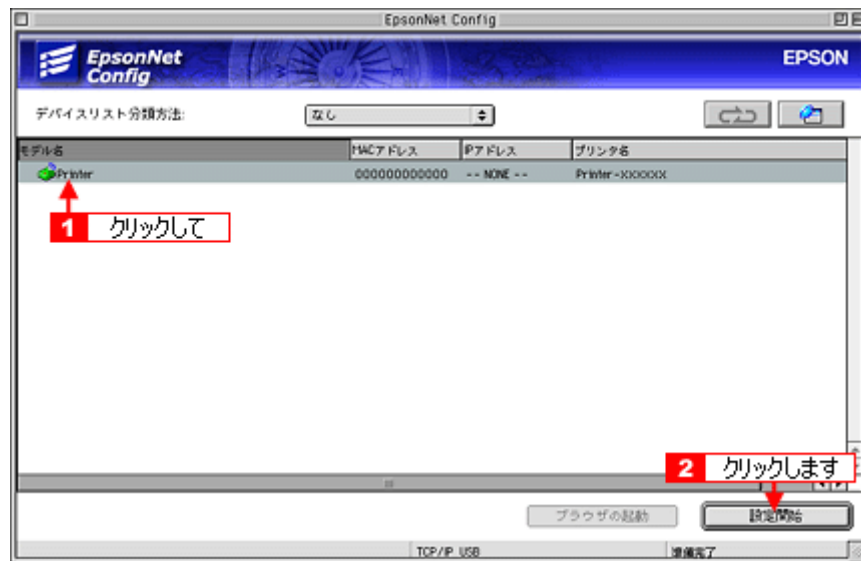 EpsonNet Config
EpsonNet
Config
EPSON
デバイスリスト分類方法:
なし
モデル名 MACアドレス IPアドレス プリンタ名
Printer 000000000000 -- NONE -- Printer-XXXXXX
1 クリックして
2 クリックします
ブラウザの起動 設定開始
TCP/IP USB 準備完了